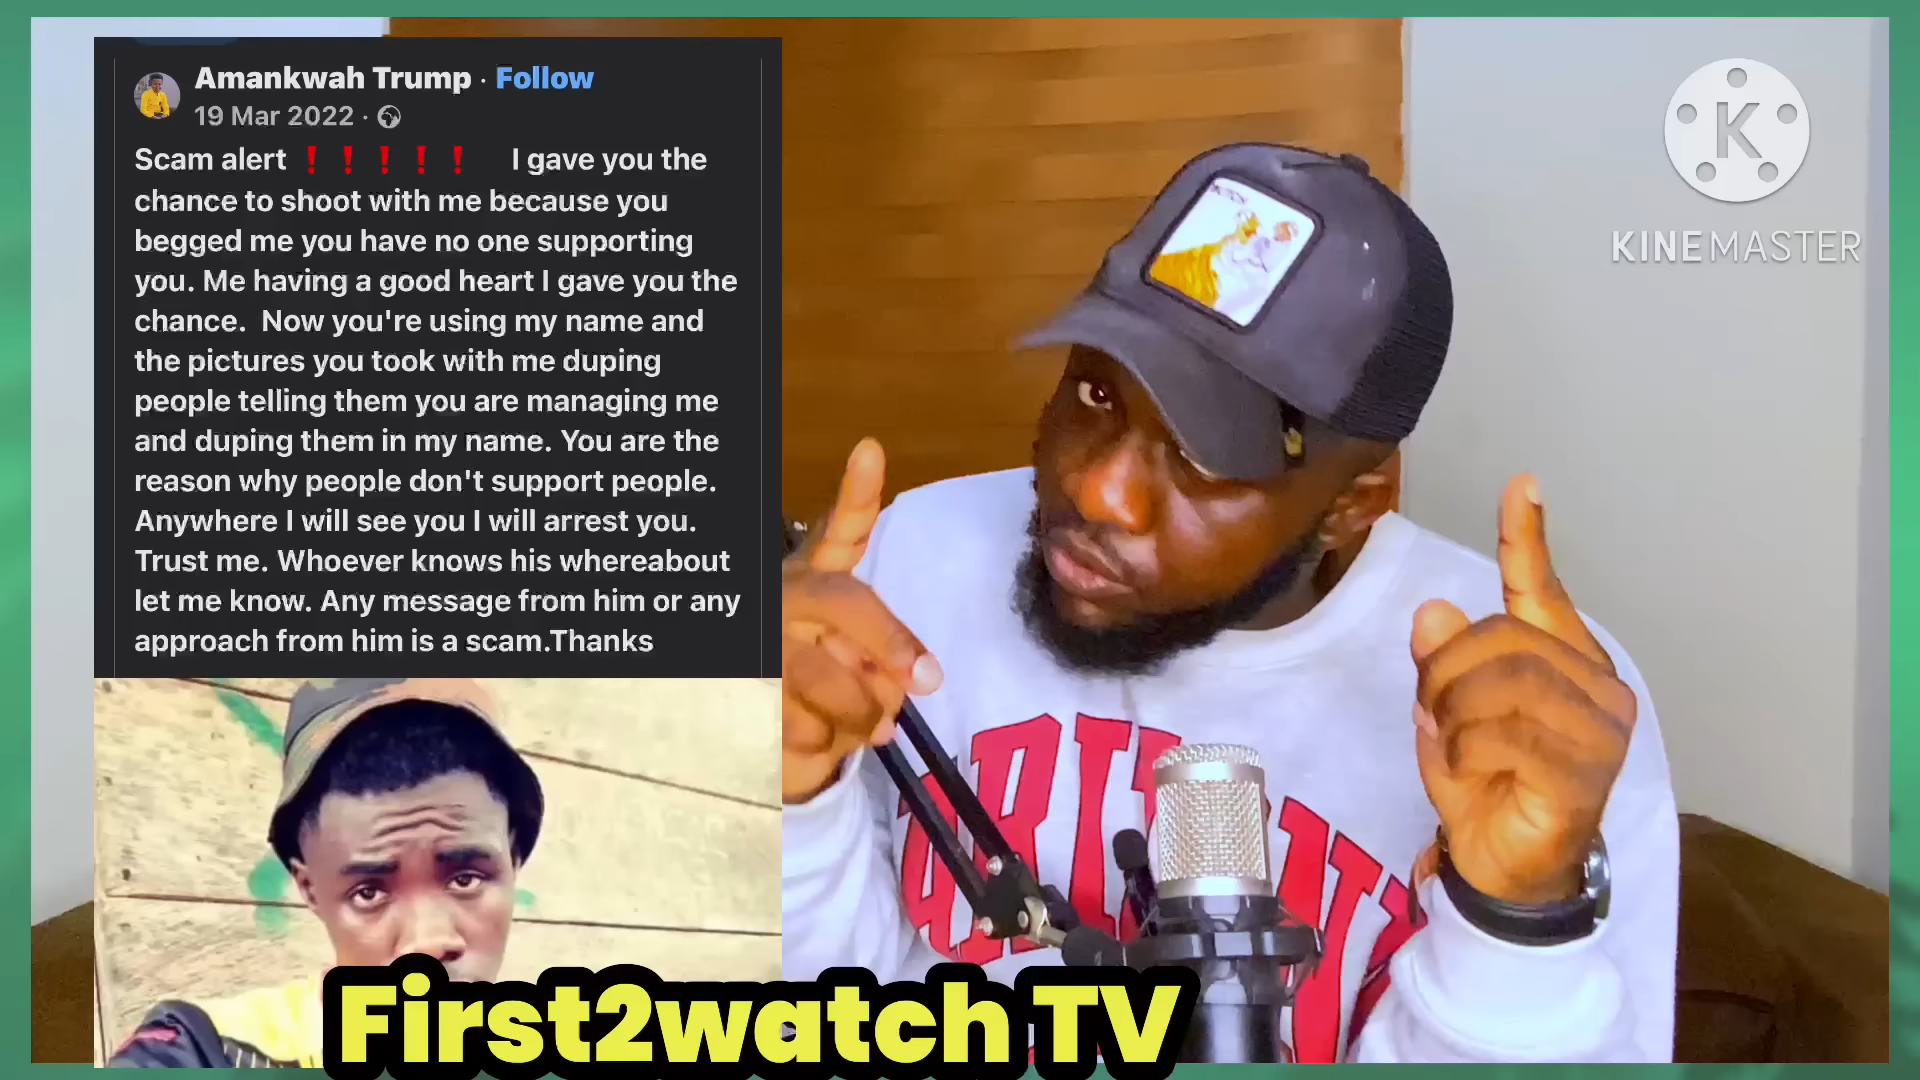 Amankwah Trump · Follow
19 Mar 2022 ·
Scam alert ❗❗❗❗❗ I gave you the
chance to shoot with me because you
begged me you have no one supporting
you. Me having a good heart I gave you the
chance. Now you're using my name and
the pictures you took with me duping
people telling them you are managing me
and duping them in my name. You are the
reason why people don't support people.
Anywhere I will see you I will arrest you.
Trust me. Whoever knows his whereabout
let me know. Any message from him or any
approach from him is a scam.Thanks
K
KINEMASTER
First2watch TV